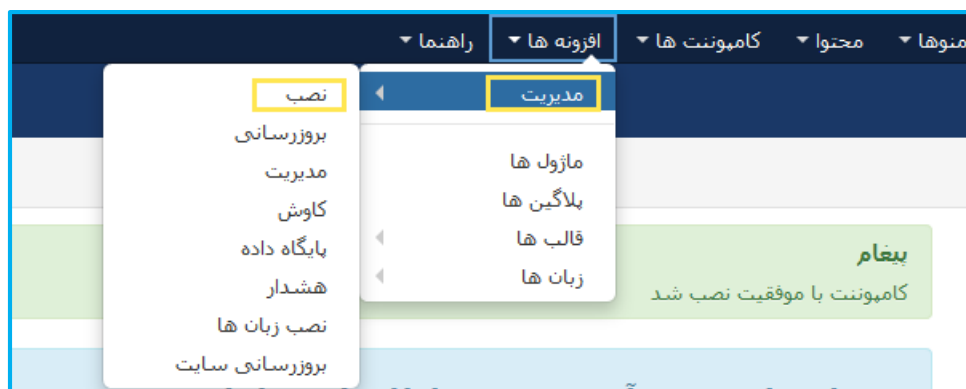 منوها محتوا کامپوننت ها افزونه ها راهنما
مدیریت
ماژول ها
پلاگین ها
قالب ها
زبان ها
نصب
بروزرسانی
مدیریت
کاوش
پایگاه داده
هشدار
نصب زبان ها
بروزرسانی سایت
پیغام
کامپوننت با موفقیت نصب شد